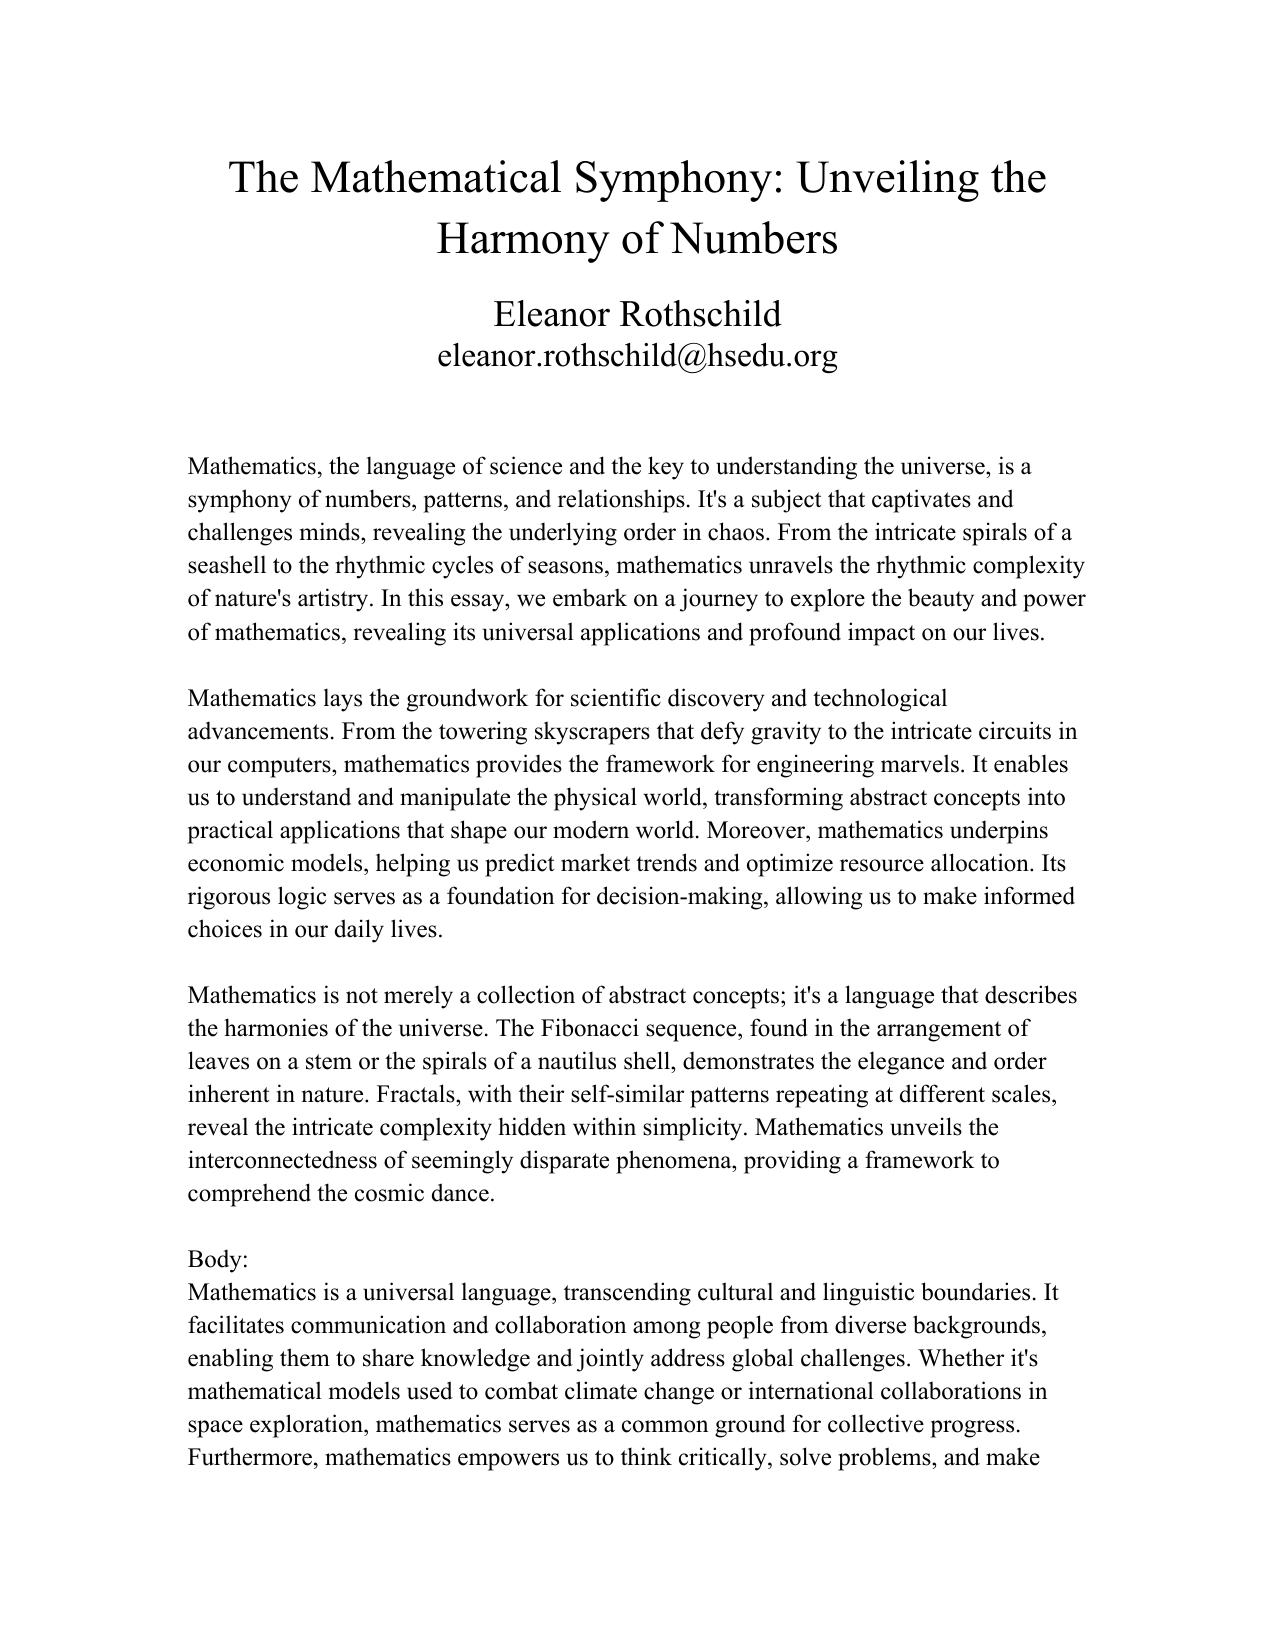 The Mathematical Symphony: Unveiling the
Harmony of Numbers
Eleanor Rothschild
eleanor.rothschild@hsedu.org
Mathematics, the language of science and the key to understanding the universe, is a
symphony of numbers, patterns, and relationships. It's a subject that captivates and
challenges minds, revealing the underlying order in chaos. From the intricate spirals of a
seashell to the rhythmic cycles of seasons, mathematics unravels the rhythmic complexity
of nature's artistry. In this essay, we embark on a journey to explore the beauty and power
of mathematics, revealing its universal applications and profound impact on our lives.
Mathematics lays the groundwork for scientific discovery and technological
advancements. From the towering skyscrapers that defy gravity to the intricate circuits in
our computers, mathematics provides the framework for engineering marvels. It enables
us to understand and manipulate the physical world, transforming abstract concepts into
practical applications that shape our modern world. Moreover, mathematics underpins
economic models, helping us predict market trends and optimize resource allocation. Its
rigorous logic serves as a foundation for decision-making, allowing us to make informed
choices in our daily lives.
Mathematics is not merely a collection of abstract concepts; it's a language that describes
the harmonies of the universe. The Fibonacci sequence, found in the arrangement of
leaves on a stem or the spirals of a nautilus shell, demonstrates the elegance and order
inherent in nature. Fractals, with their self-similar patterns repeating at different scales,
reveal the intricate complexity hidden within simplicity. Mathematics unveils the
interconnectedness of seemingly disparate phenomena, providing a framework to
comprehend the cosmic dance.
Body:
Mathematics is a universal language, transcending cultural and linguistic boundaries. It
facilitates communication and collaboration among people from diverse backgrounds,
enabling them to share knowledge and jointly address global challenges. Whether it's
mathematical models used to combat climate change or international collaborations in
space exploration, mathematics serves as a common ground for collective progress.
Furthermore, mathematics empowers us to think critically, solve problems, and make